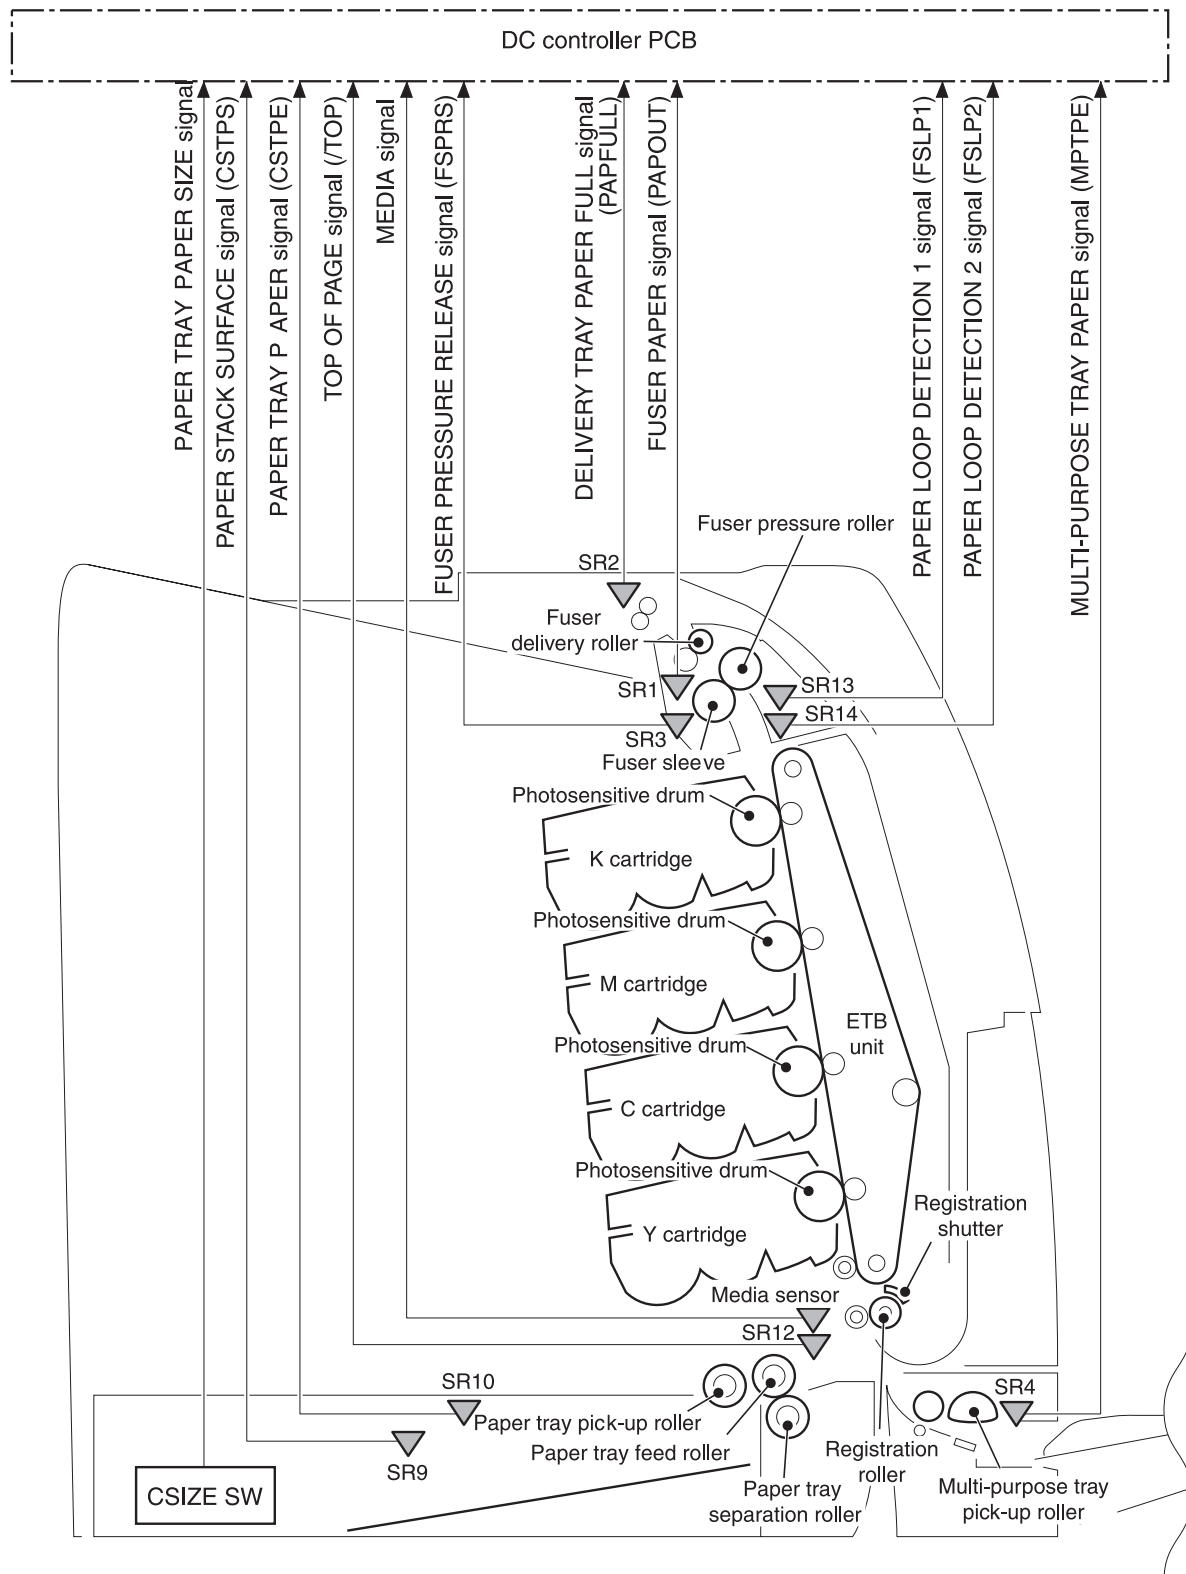 DC controller PCB
PAPER TRAY PAPER SIZE signal
PAPER STACK SURFACE signal (CSTPS)
PAPER TRAY P APER signal (CSTPE)
TOP OF PAGE signal (/TOP)
MEDIA signal
FUSER PRESSURE RELEASE signal (FSPRS)
DELIVERY TRAY PAPER FULL signal
(PAPFULL)
FUSER PAPER signal (PAPOUT)
PAPER LOOP DETECTION 1 signal (FSLP1)
PAPER LOOP DETECTION 2 signal (FSLP2)
MULTI-PURPOSE TRAY PAPER signal (MPTPE)
Fuser pressure roller
SR2
Fuser
delivery roller
SR1
SR13
SR14
SR3
Fuser sleeve
Photosensitive drum
K cartridge
Photosensitive drum
M cartridge
ETB
unit
Photosensitive drum
C cartridge
Photosensitive drum
Registration
shutter
Y cartridge
Media sensor
SR12
SR10
SR4
Paper tray pick-up roller
Paper tray feed roller
SR9
Registration
roller
CSIZE SW
Paper tray
separation roller
Multi-purpose tray
pick-up roller